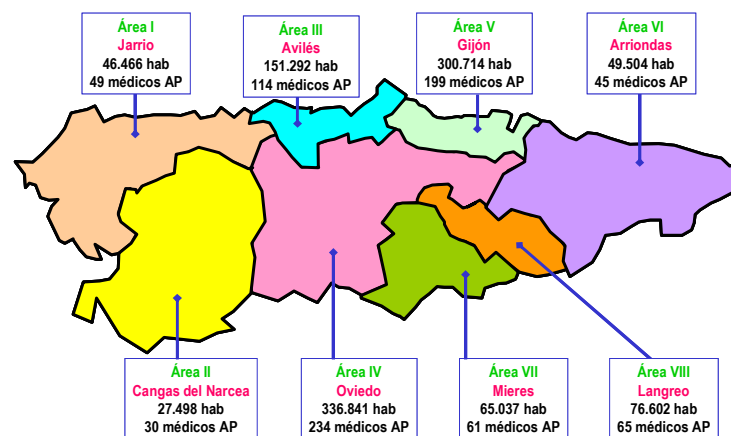 Área I
Jarrio
46.466 hab
49 médicos AP
Área III
Avilés
151.292 hab
114 médicos AP
Área V
Gijón
300.714 hab
199 médicos AP
Área VI
Arriondas
49.504 hab
45 médicos AP
Área II
Cangas del Narcea
27.498 hab
30 médicos AP
Área IV
Oviedo
336.841 hab
234 médicos AP
Área VII
Mieres
65.037 hab
61 médicos AP
Área VIII
Langreo
76.602 hab
65 médicos AP